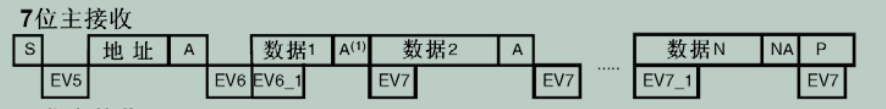 7位主接收
S 地址 A 数据1 A(1) 数据2 A ..... 数据N NA P
EV5 EV6 EV6_1 EV7 EV7 EV7_1 EV7